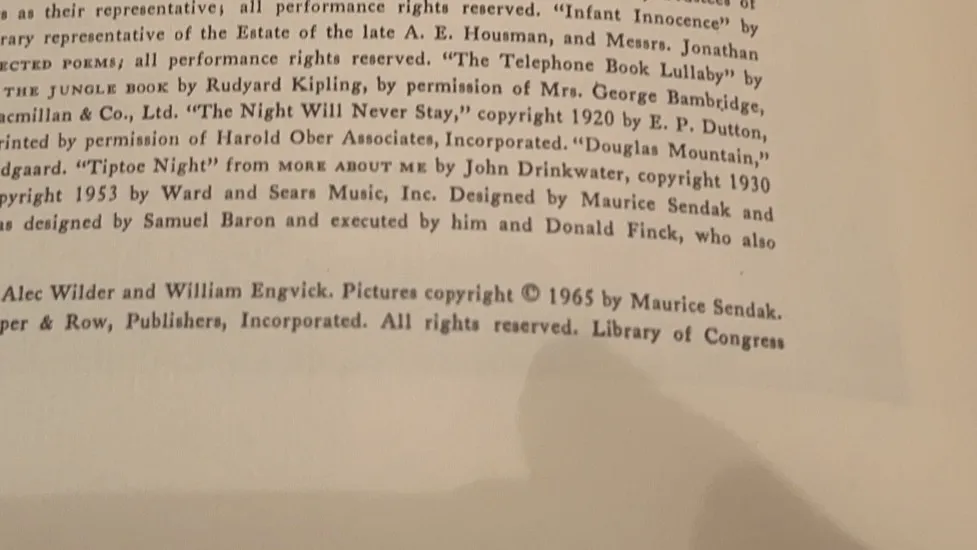 s as their representative; all performance rights reserved. “Infant Innocence” by
rary representative of the Estate of the late A. E. Housman, and Messrs. Jonathan
ECTED POEMS; all performance rights reserved. “The Telephone Book Lullaby” by
THE JUNGLE BOOK by Rudyard Kipling, by permission of Mrs. George Bambridge,
acmillan & Co., Ltd. “The Night Will Never Stay,” copyright 1920 by E. P. Dutton,
rinted by permission of Harold Ober Associates, Incorporated. “Douglas Mountain,”
dgaard. “Tiptoe Night” from MORE ABOUT ME by John Drinkwater, copyright 1930
pyright 1953 by Ward and Sears Music, Inc. Designed by Maurice Sendak and
as designed by Samuel Baron and executed by him and Donald Finck, who also
Alec Wilder and William Engvick. Pictures copyright © 1965 by Maurice Sendak.
per & Row, Publishers, Incorporated. All rights reserved. Library of Congress